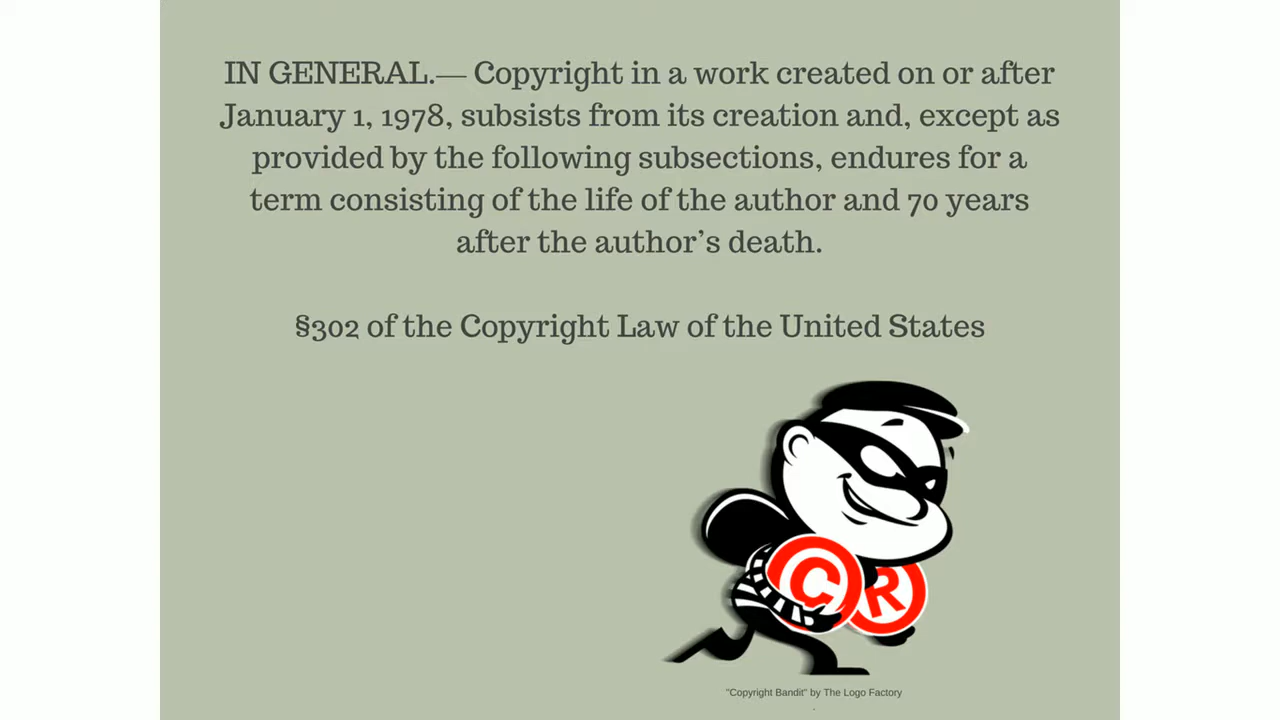 IN GENERAL.— Copyright in a work created on or after
January 1, 1978, subsists from its creation and, except as
provided by the following subsections, endures for a
term consisting of the life of the author and 70 years
after the author’s death.
§302 of the Copyright Law of the United States
C R
"Copyright Bandit" by The Logo Factory